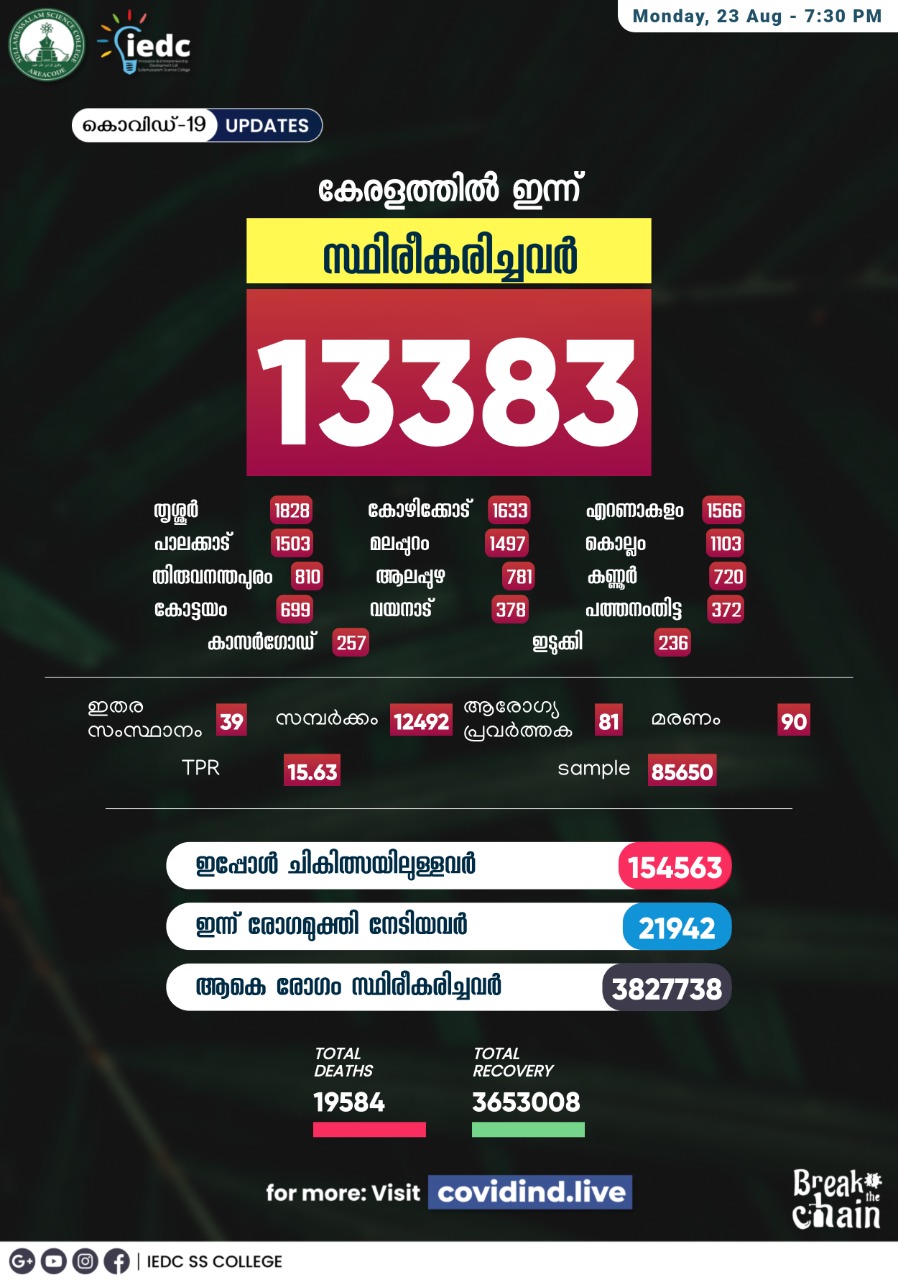 Monday, 23 Aug - 7:30 PM
SULLAMUSSALAM SCIENCE COLLEGE
AREACODE
iedc
കൊവിഡ്-19 UPDATES
കേരളത്തിൽ ഇന്ന്
സ്ഥിരീകരിച്ചവർ
13383
തൃശ്ശൂർ 1828 കോഴിക്കോട് 1633 എറണാകുളം 1566
പാലക്കാട് 1503 മലപ്പുറം 1497 കൊല്ലം 1103
തിരുവനന്തപുരം 810 ആലപ്പുഴ 781 കണ്ണൂർ 720
കോട്ടയം 699 വയനാട് 378 പത്തനംതിട്ട 372
കാസർഗോഡ് 257 ഇടുക്കി 236
ഇതര സംസ്ഥാനം 39 സമ്പർക്കം 12492 ആരോഗ്യ പ്രവർത്തക 81 മരണം 90
TPR 15.63 sample 85650
ഇപ്പോൾ ചികിത്സയിലുള്ളവർ 154563
ഇന്ന് രോഗമുക്തി നേടിയവർ 21942
ആകെ രോഗം സ്ഥിരീകരിച്ചവർ 3827738
TOTAL DEATHS
19584
TOTAL RECOVERY
3653008
for more: Visit covidind.live
Break the chain
IEDC SS COLLEGE